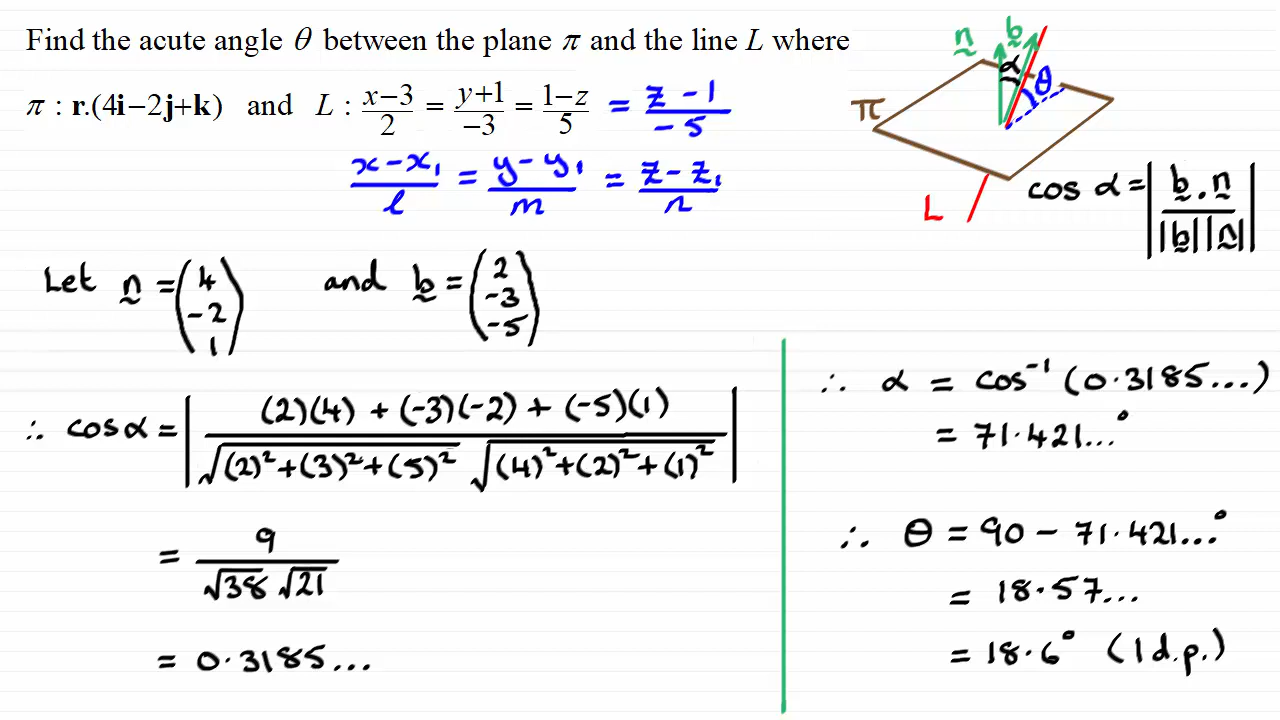 Find the acute angle θ between the plane π and the line L where
π : r.(4i−2j+k) and L : (x−3)/2 = (y+1)/−3 = (1−z)/5 = (z−1)/−5
(x−x₁)/l = (y−y₁)/m = (z−z₁)/n
n b α θ
π
L
cos α = |b.n / |b||n||
Let n = (4 −2 1) and b = (2 −3 −5)
∴ cos α = |((2)(4) + (−3)(−2) + (−5)(1)) / (√((2)²+(3)²+(5)²) √((4)²+(2)²+(1)²))|
= 9 / (√38 √21)
= 0.3185...
∴ α = cos⁻¹(0.3185...)
= 71.421...°
∴ θ = 90 − 71.421...°
= 18.57...
= 18.6° (1 d.p.)